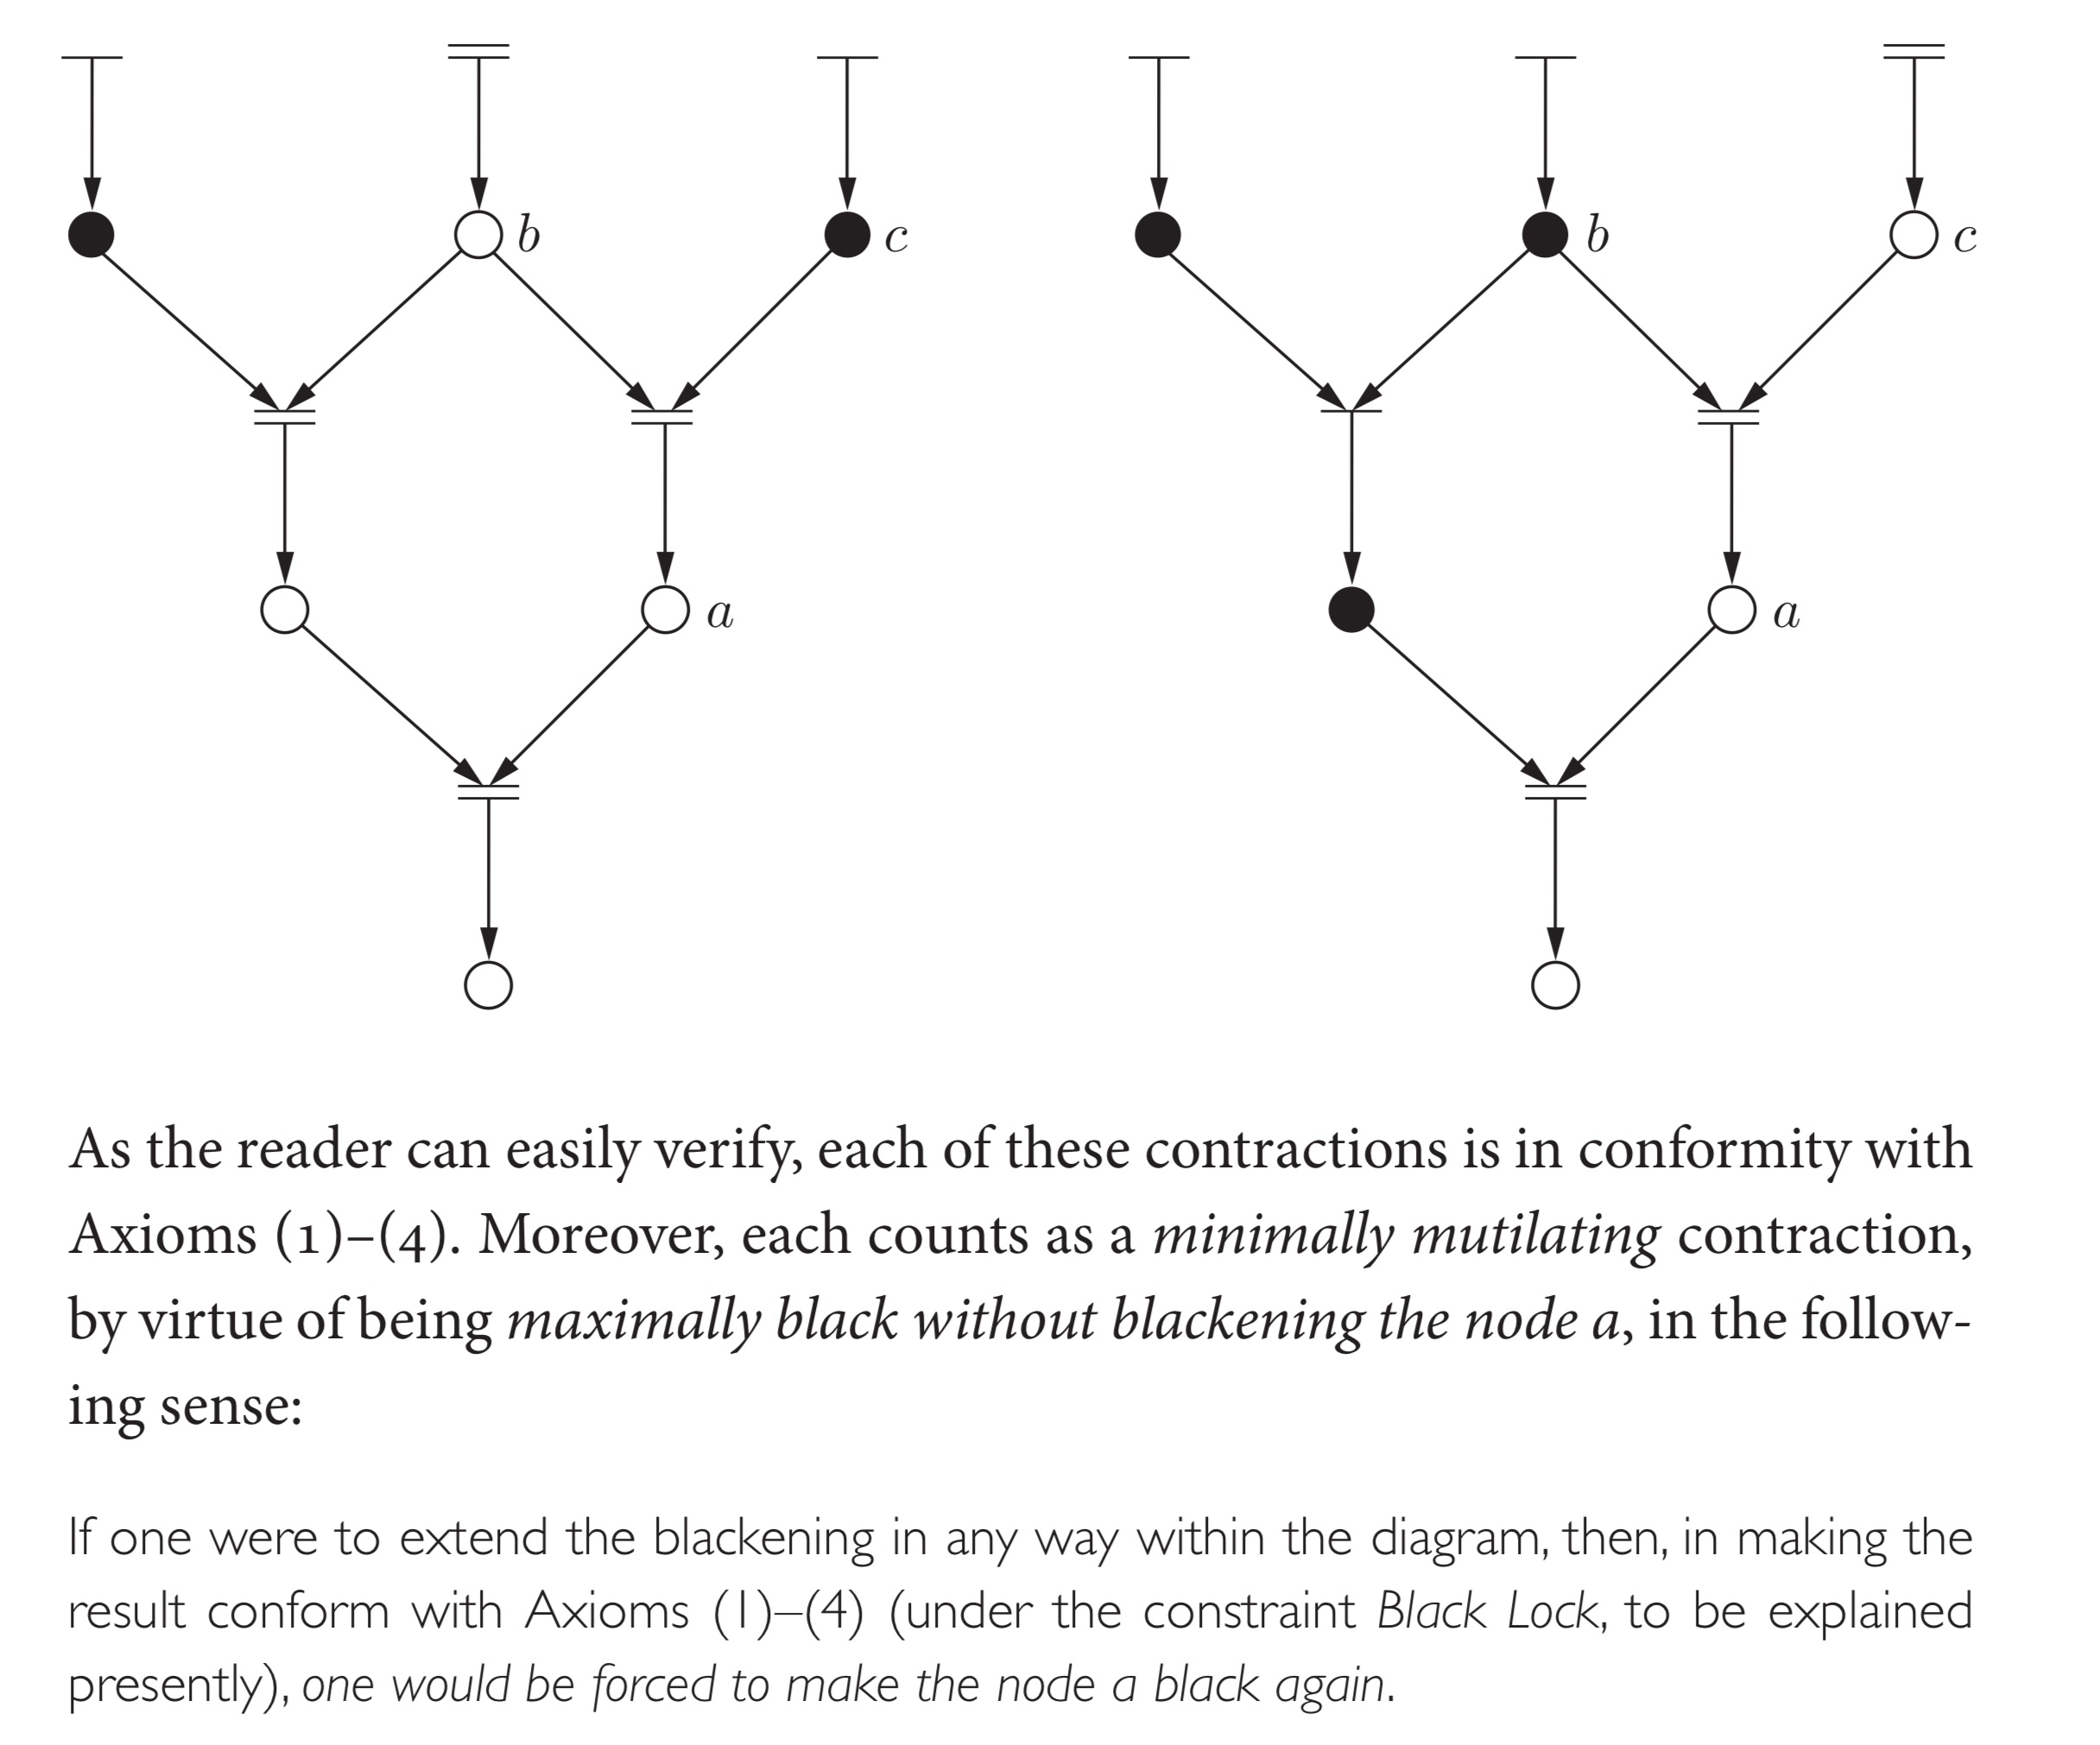 b
c
b
c
a
a
As the reader can easily verify, each of these contractions is in conformity with
Axioms (1)–(4). Moreover, each counts as a minimally mutilating contraction,
by virtue of being maximally black without blackening the node a, in the follow-
ing sense:
If one were to extend the blackening in any way within the diagram, then, in making the
result conform with Axioms (1)–(4) (under the constraint Black Lock, to be explained
presently), one would be forced to make the node a black again.